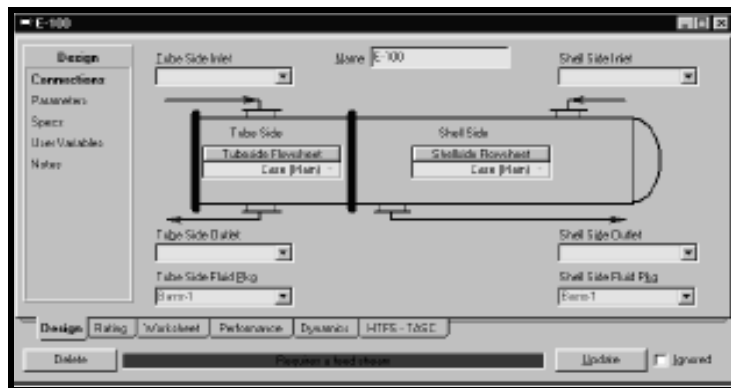 E-100
Design
Connections
Parameters
Specs
User Variables
Notes
Tube Side Inlet
Name E-100
Shell Side Inlet
Tube Side
Shell Side
Tubeside Flowsheet
Shellside Flowsheet
Case (Main)
Case (Main)
Tube Side Outlet
Shell Side Outlet
Tube Side Fluid Pkg
Shell Side Fluid Pkg
Basis-1
Basis-1
Design Rating Worksheet Performance Dynamics HTFS - TASC
Delete
Requires a feed stream
Update
Ignored